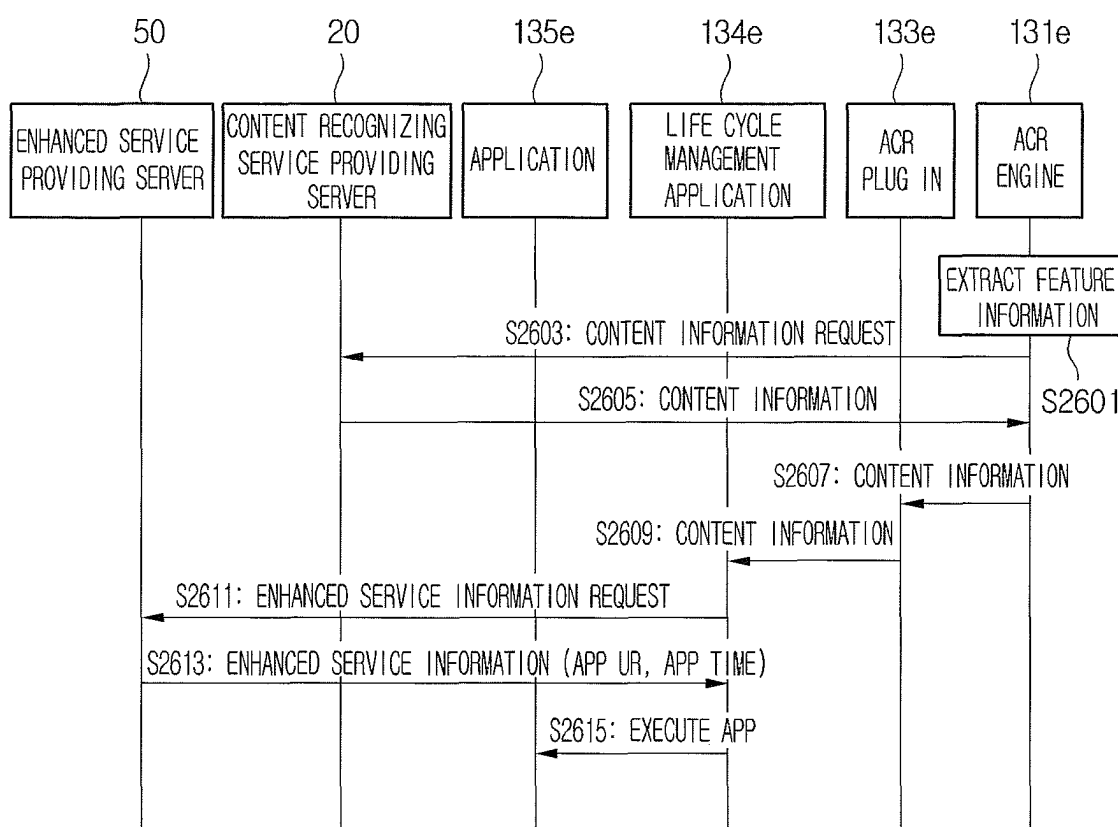 50
20
135e
134e
133e
131e
ENHANCED SERVICE
PROVIDING SERVER
CONTENT RECOGNIZING
SERVICE PROVIDING
SERVER
APPLICATION
LIFE CYCLE
MANAGEMENT
APPLICATION
ACR
PLUG IN
ACR
ENGINE
EXTRACT FEATURE
INFORMATION
S2603: CONTENT INFORMATION REQUEST
S2605: CONTENT INFORMATION
S2601
S2607: CONTENT INFORMATION
S2609: CONTENT INFORMATION
S2611: ENHANCED SERVICE INFORMATION REQUEST
S2613: ENHANCED SERVICE INFORMATION (APP UR, APP TIME)
S2615: EXECUTE APP